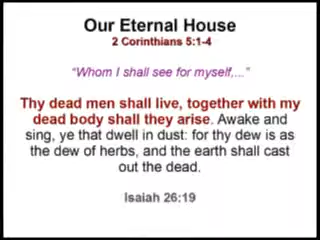 Our Eternal House
2 Corinthians 5:1-4
“Whom I shall see for myself,...”
Thy dead men shall live, together with my
dead body shall they arise. Awake and
sing, ye that dwell in dust: for thy dew is as
the dew of herbs, and the earth shall cast
out the dead.
Isaiah 26:19